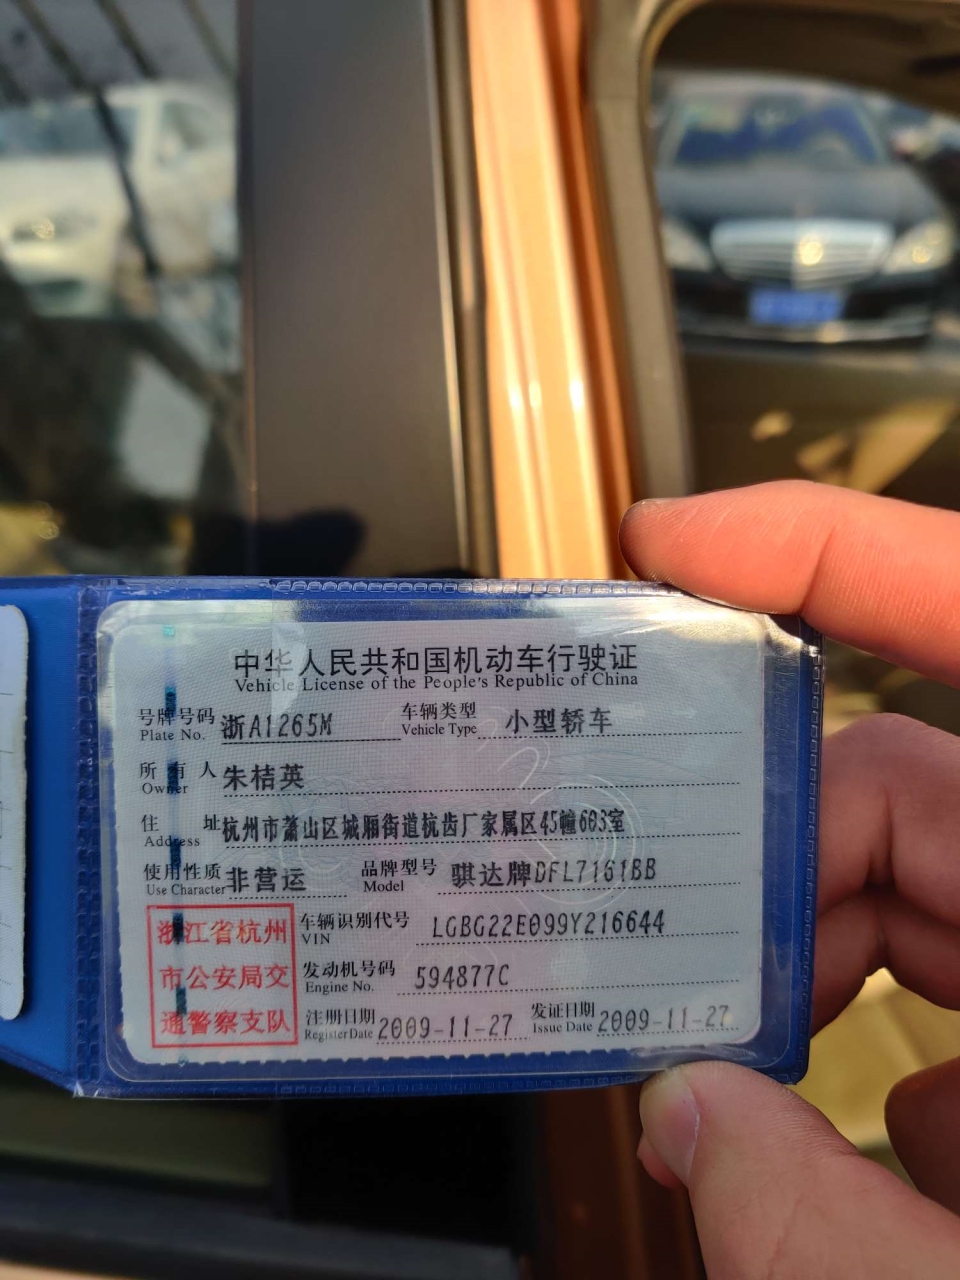 中华人民共和国机动车行驶证
Vehicle License of the People's Republic of China
号牌号码 浙A1265M 车辆类型 小型轿车
Plate No. Vehicle Type
所有人 朱桔英
Owner
住址 杭州市萧山区城厢街道杭齿厂家属区45幢603室
Address
使用性质 非营运 品牌型号 骐达牌DFL7161BB
Use Character Model
浙江省杭州
市公安局交
通警察支队
车辆识别代号 LGBG22E099Y216644
VIN
发动机号码 594877C
Engine No.
注册日期 2009-11-27 发证日期 2009-11-27
Register Date Issue Date